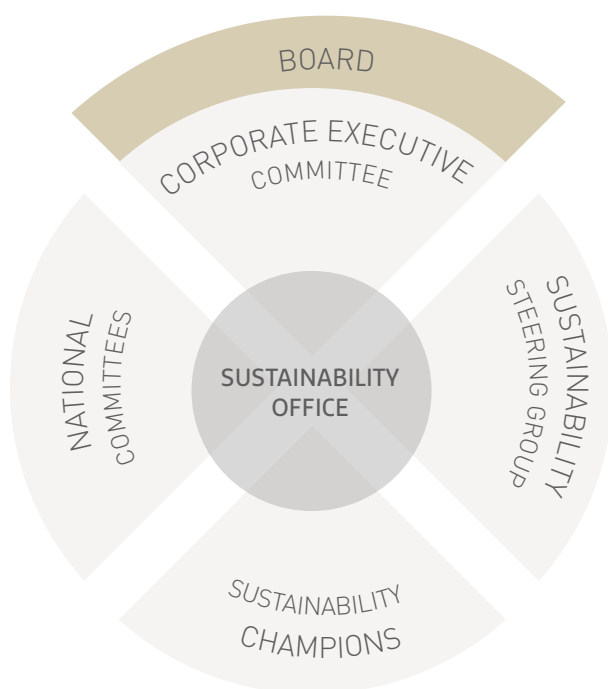 BOARD
CORPORATE EXECUTIVE
COMMITTEE
NATIONAL
COMMITTEES
SUSTAINABILITY
OFFICE
SUSTAINABILITY
STEERING GROUP
SUSTAINABILITY
CHAMPIONS